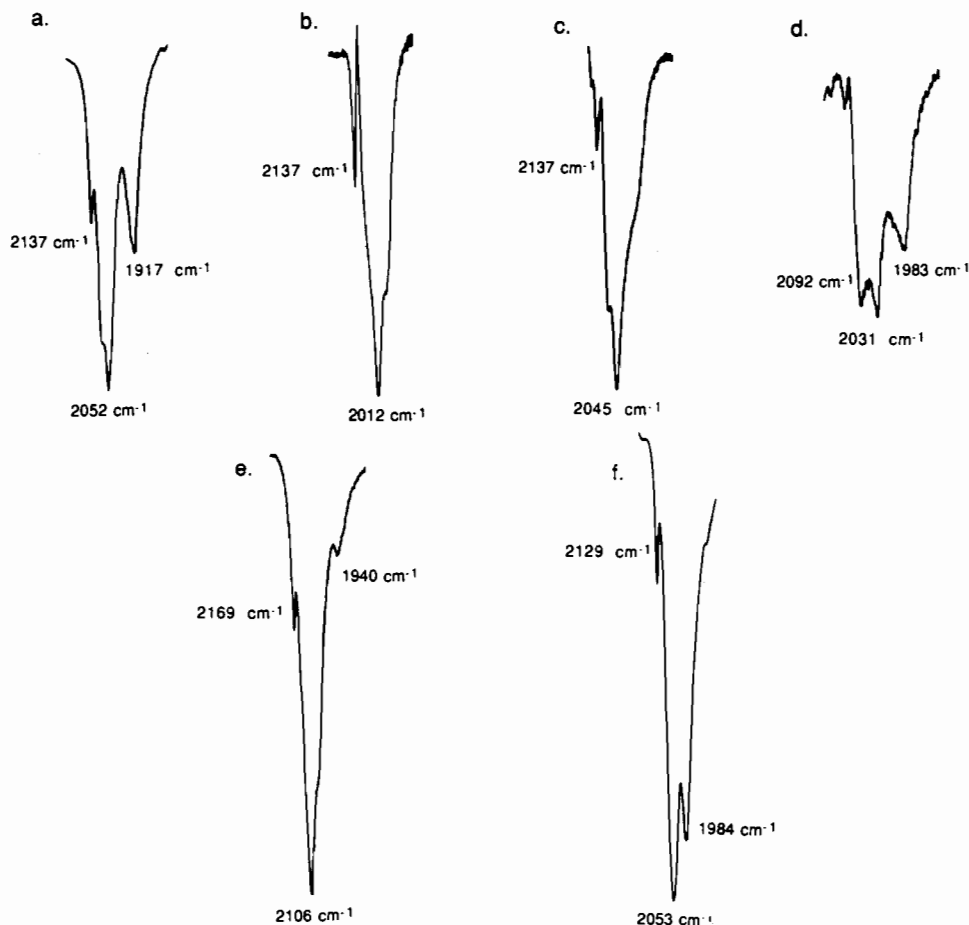 a.
b.
c.
d.
2137 cm-1
1917 cm-1
2052 cm-1
2137 cm-1
2012 cm-1
2137 cm-1
2045 cm-1
2092 cm-1
1983 cm-1
2031 cm-1
e.
f.
2169 cm-1
1940 cm-1
2106 cm-1
2129 cm-1
1984 cm-1
2053 cm-1